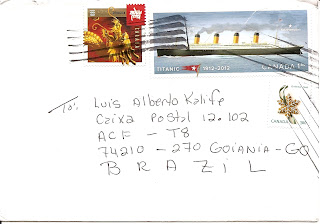 TITANIC 1912-2012 CANADA
CANADA
To: Luis Alberto Kalife
Caixa Postal 12.102
ACF - T8
74210 - 270 GOIANIA - GO
BRAZIL